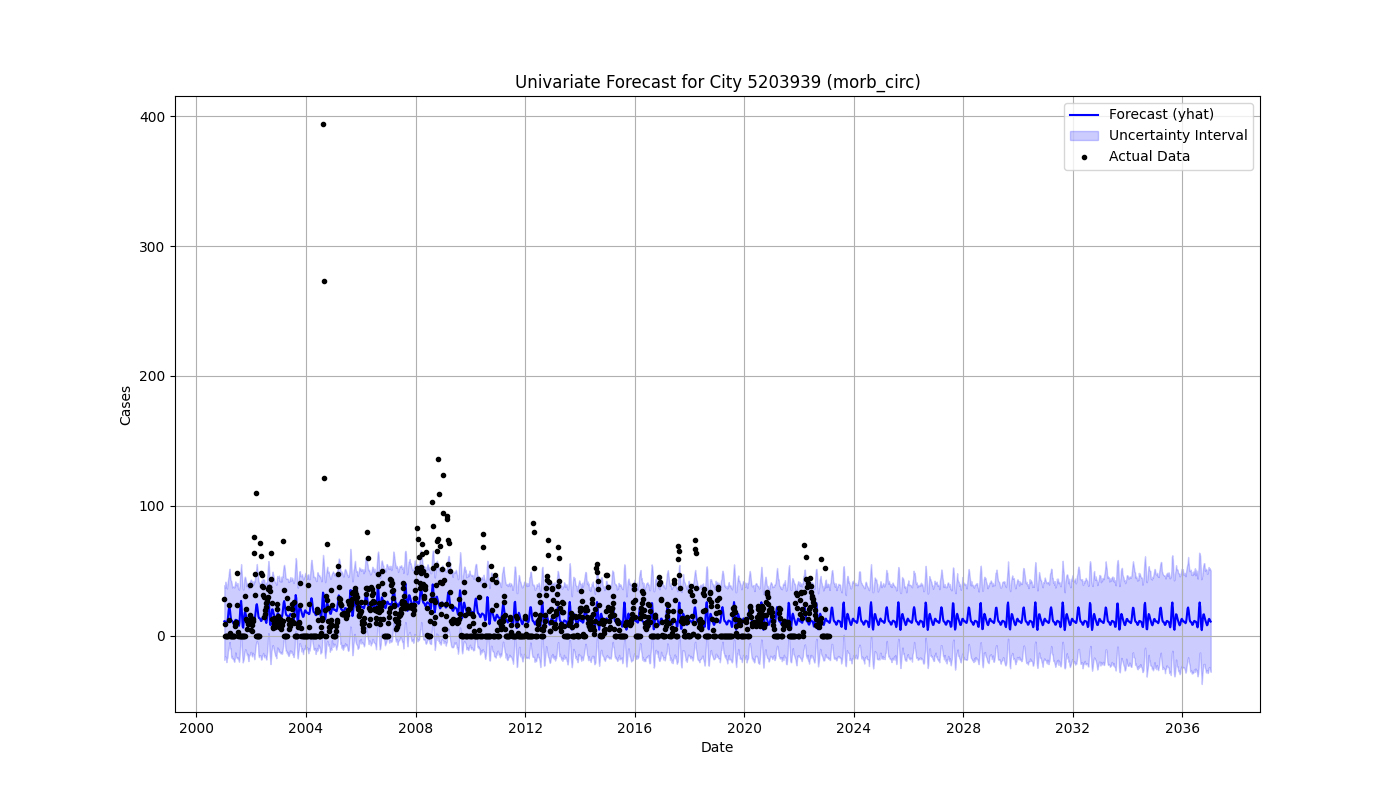 Univariate Forecast for City 5203939 (morb_circ)
Forecast (yhat)
Uncertainty Interval
Actual Data
Cases
400
300
200
100
0
2000 2004 2008 2012 2016 2020 2024 2028 2032 2036
Date